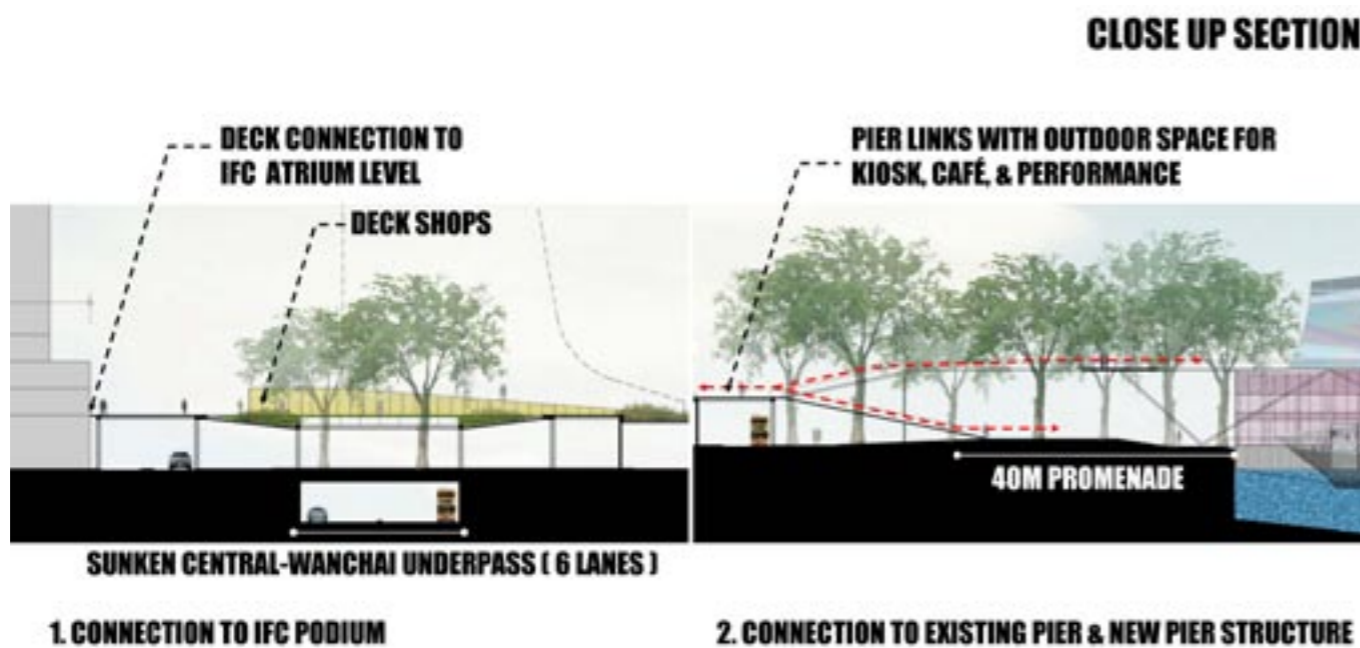 CLOSE UP SECTION
DECK CONNECTION TO
IFC ATRIUM LEVEL
DECK SHOPS
PIER LINKS WITH OUTDOOR SPACE FOR
KIOSK, CAFÉ, & PERFORMANCE
40M PROMENADE
SUNKEN CENTRAL-WANCHAI UNDERPASS ( 6 LANES )
1. CONNECTION TO IFC PODIUM
2. CONNECTION TO EXISTING PIER & NEW PIER STRUCTURE